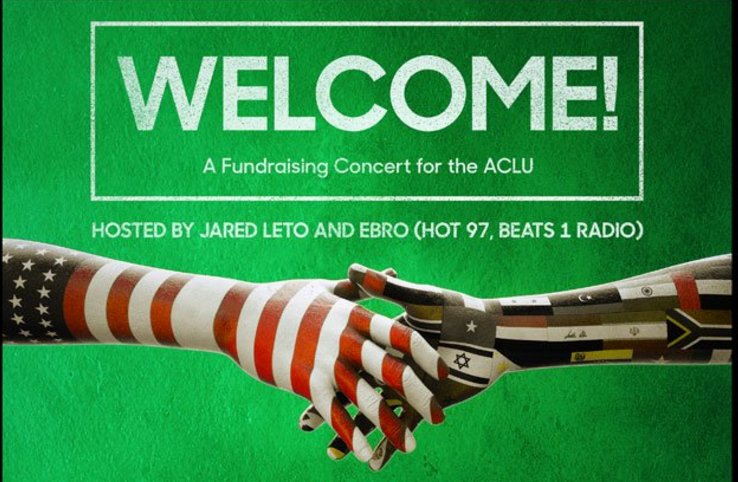 WELCOME!
A Fundraising Concert for the ACLU
HOSTED BY JARED LETO AND EBRO (HOT 97, BEATS 1 RADIO)